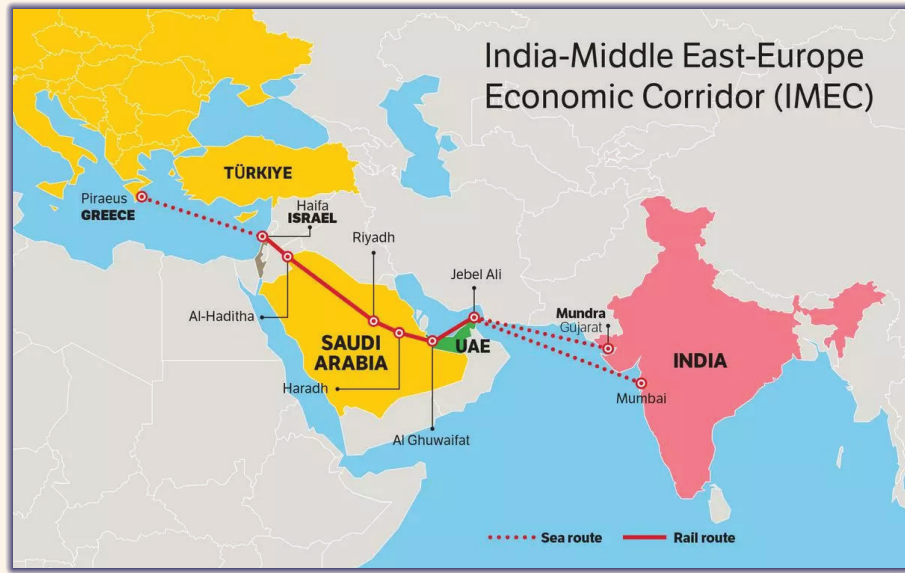 India-Middle East-Europe
Economic Corridor (IMEC)
TÜRKIYE
Piraeus
GREECE
Haifa
ISRAEL
Riyadh
Jebel Ali
Al-Haditha
Mundra
Gujarat
SAUDI
ARABIA
UAE
INDIA
Haradh
Mumbai
Al Ghuwaifat
Sea route
Rail route